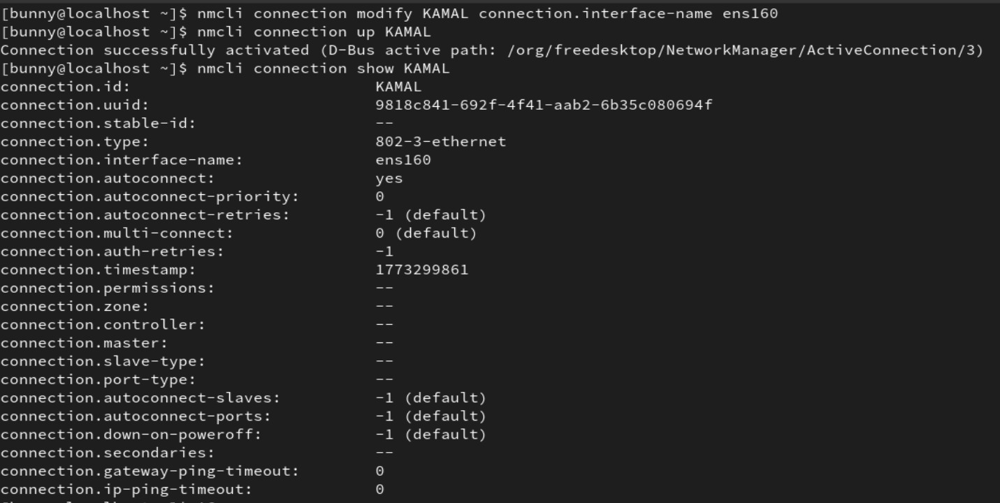 [bunny@localhost ~]$ nmcli connection modify KAMAL connection.interface-name ens160
[bunny@localhost ~]$ nmcli connection up KAMAL
Connection successfully activated (D-Bus active path: /org/freedesktop/NetworkManager/ActiveConnection/3)
[bunny@localhost ~]$ nmcli connection show KAMAL
connection.id: KAMAL
connection.uuid: 9818c841-692f-4f41-aab2-6b35c080694f
connection.stable-id: --
connection.type: 802-3-ethernet
connection.interface-name: ens160
connection.autoconnect: yes
connection.autoconnect-priority: 0
connection.autoconnect-retries: -1 (default)
connection.multi-connect: 0 (default)
connection.auth-retries: -1
connection.timestamp: 1773299861
connection.permissions: --
connection.zone: --
connection.controller: --
connection.master: --
connection.slave-type: --
connection.port-type: --
connection.autoconnect-slaves: -1 (default)
connection.autoconnect-ports: -1 (default)
connection.down-on-poweroff: -1 (default)
connection.secondaries: --
connection.gateway-ping-timeout: 0
connection.ip-ping-timeout: 0